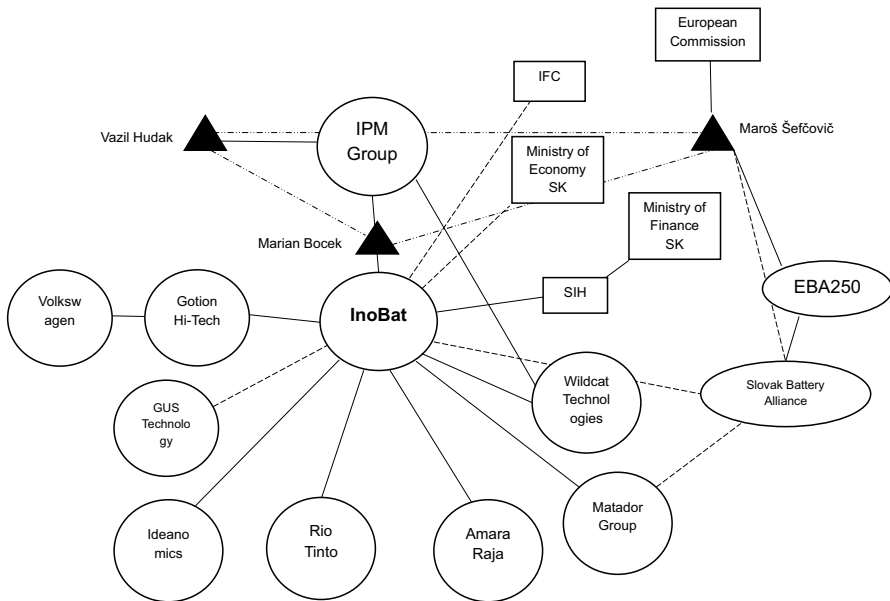 European
Commission
IFC
Vazil Hudak
IPM
Group
Maroš Šefčovič
Ministry of
Economy
SK
Ministry of
Finance
SK
Marian Bocek
Volksw
agen
Gotion
Hi-Tech
InoBat
SIH
EBA250
GUS
Technolo
gy
Wildcat
Technol
ogies
Slovak Battery
Alliance
Ideano
mics
Rio
Tinto
Amara
Raja
Matador
Group